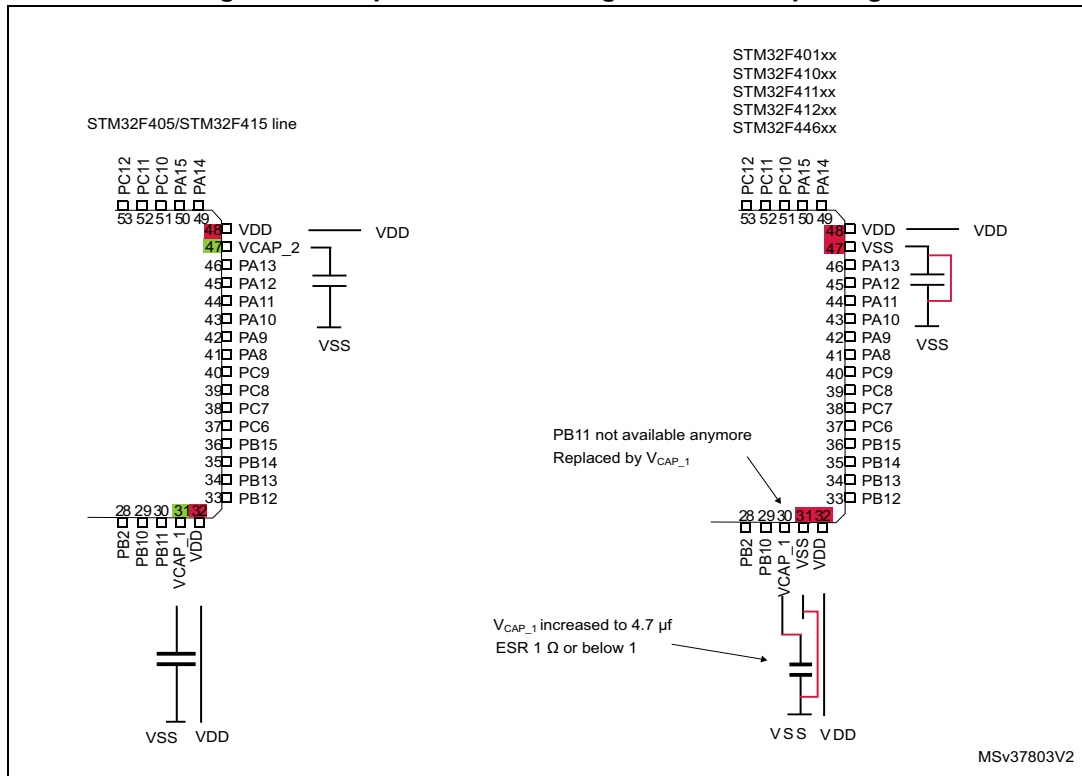 STM32F405/STM32F415 line
PC12
PC11
PC10
PA15
PA14
53 52 51 50 49
48 VDD
VDD
47 VCAP_2
46 PA13
45 PA12
44 PA11
43 PA10
42 PA9
VSS
41 PA8
40 PC9
39 PC8
38 PC7
37 PC6
36 PB15
35 PB14
34 PB13
33 PB12
28 29 30 31 32
PB2
PB10
PB11
VCAP_1
VDD
VSS VDD
STM32F401xx
STM32F410xx
STM32F411xx
STM32F412xx
STM32F446xx
PC12
PC11
PC10
PA15
PA14
53 52 51 50 49
48 VDD
VDD
47 VSS
46 PA13
45 PA12
44 PA11
43 PA10
42 PA9
VSS
41 PA8
40 PC9
39 PC8
38 PC7
37 PC6
36 PB15
35 PB14
34 PB13
33 PB12
PB11 not available anymore
Replaced by VCAP_1
28 29 30 31 32
PB2
PB10
VCAP_1
VSS
VDD
VCAP_1 increased to 4.7 µf
ESR 1 Ω or below 1
VSS VDD
MSv37803V2